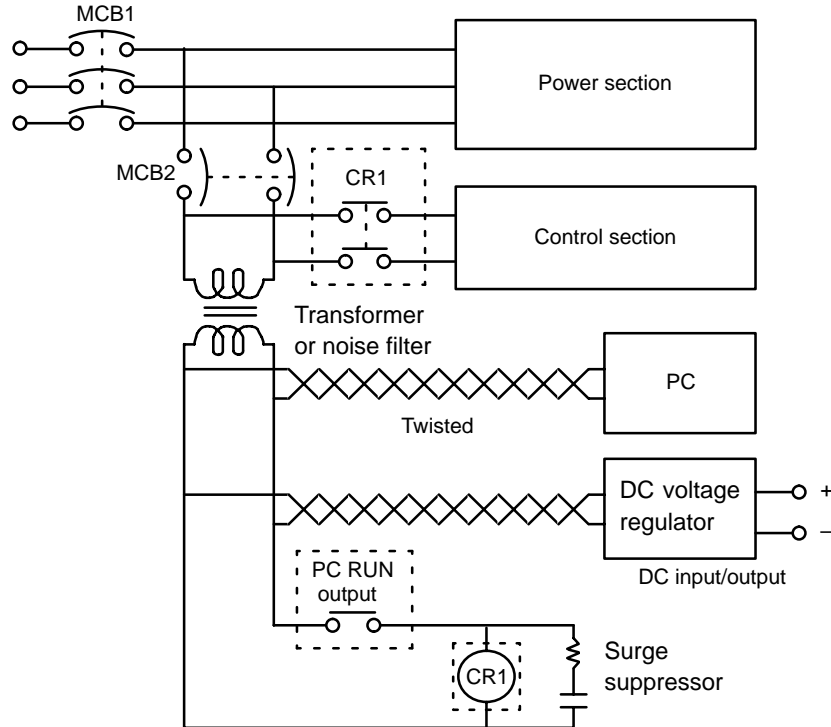 MCB1
Power section
MCB2
CR1
Control section
Transformer
or noise filter
PC
Twisted
DC voltage
regulator
+
–
DC input/output
PC RUN
output
CR1
Surge
suppressor